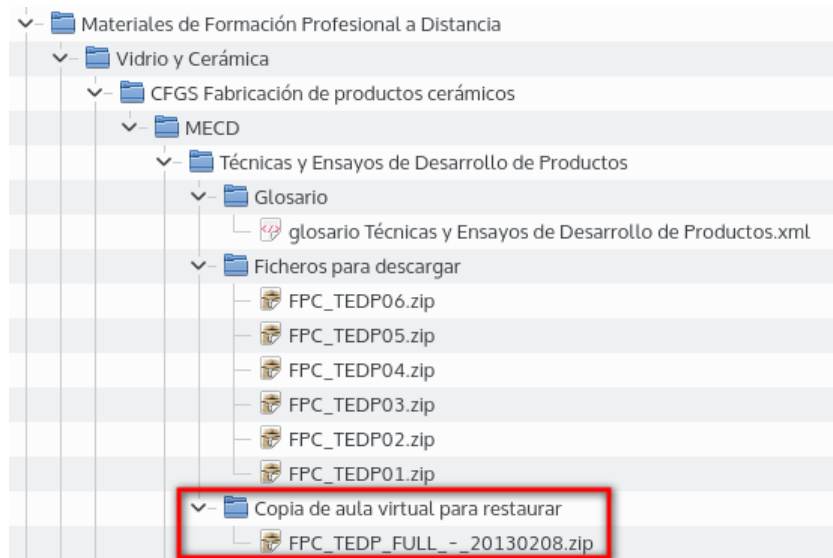 Materiales de Formación Profesional a Distancia
Vidrio y Cerámica
CFGS Fabricación de productos cerámicos
MECD
Técnicas y Ensayos de Desarrollo de Productos
Glosario
glosario Técnicas y Ensayos de Desarrollo de Productos.xml
Ficheros para descargar
FPC_TEDP06.zip
FPC_TEDP05.zip
FPC_TEDP04.zip
FPC_TEDP03.zip
FPC_TEDP02.zip
FPC_TEDP01.zip
Copia de aula virtual para restaurar
FPC_TEDP_FULL_-_20130208.zip